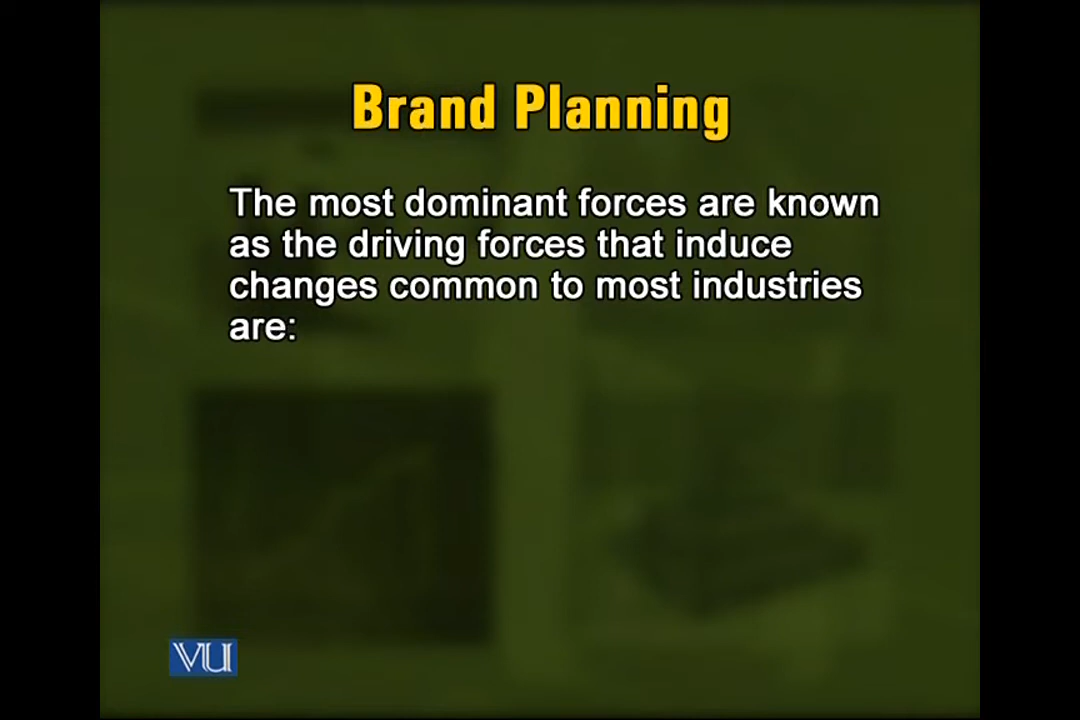 Brand Planning
The most dominant forces are known
as the driving forces that induce
changes common to most industries
are:
VU